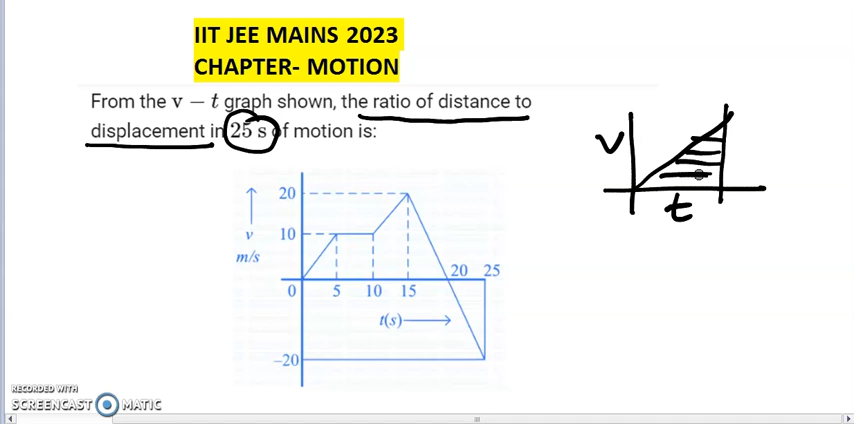 IIT JEE MAINS 2023
CHAPTER- MOTION
From the v – t graph shown, the ratio of distance to
displacement in 25 s of motion is:
20
10
v
m/s
0 5 10 15
20 25
t(s)
–20
V
t
RECORDED WITH
SCREENCAST MATIC